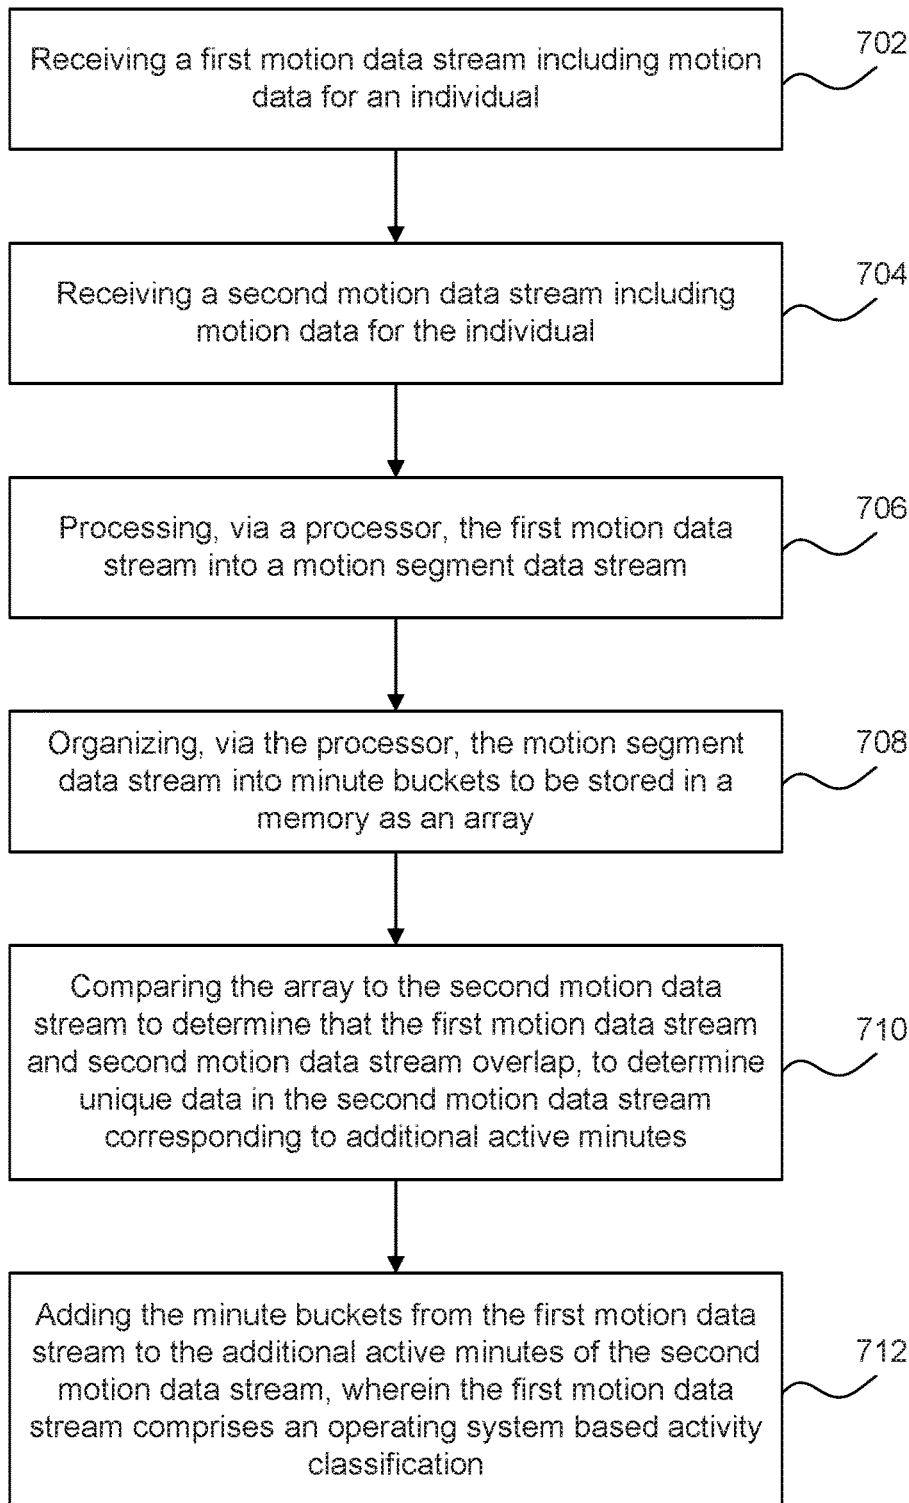 Receiving a first motion data stream including motion
data for an individual
702
Receiving a second motion data stream including
motion data for the individual
704
Processing, via a processor, the first motion data
stream into a motion segment data stream
706
Organizing, via the processor, the motion segment
data stream into minute buckets to be stored in a
memory as an array
708
Comparing the array to the second motion data
stream to determine that the first motion data stream
and second motion data stream overlap, to determine
unique data in the second motion data stream
corresponding to additional active minutes
710
Adding the minute buckets from the first motion data
stream to the additional active minutes of the second
motion data stream, wherein the first motion data
stream comprises an operating system based activity
classification
712